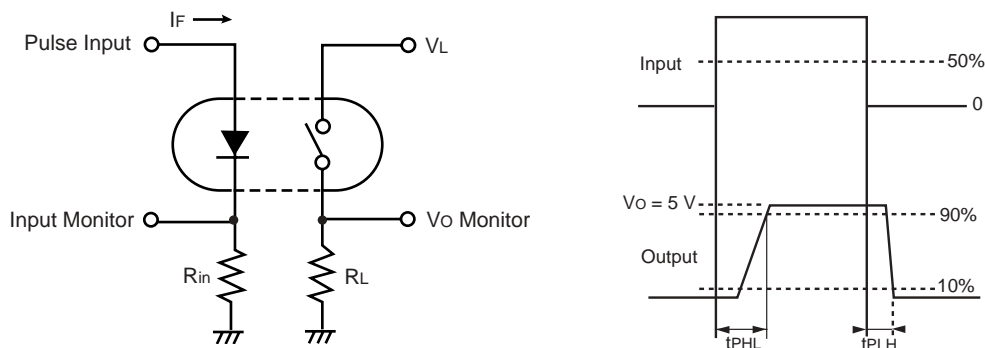 IF
Pulse Input
VL
Input Monitor
VO Monitor
Rin
RL
Input
50%
0
VO = 5 V
90%
Output
10%
tPHL
tPLH